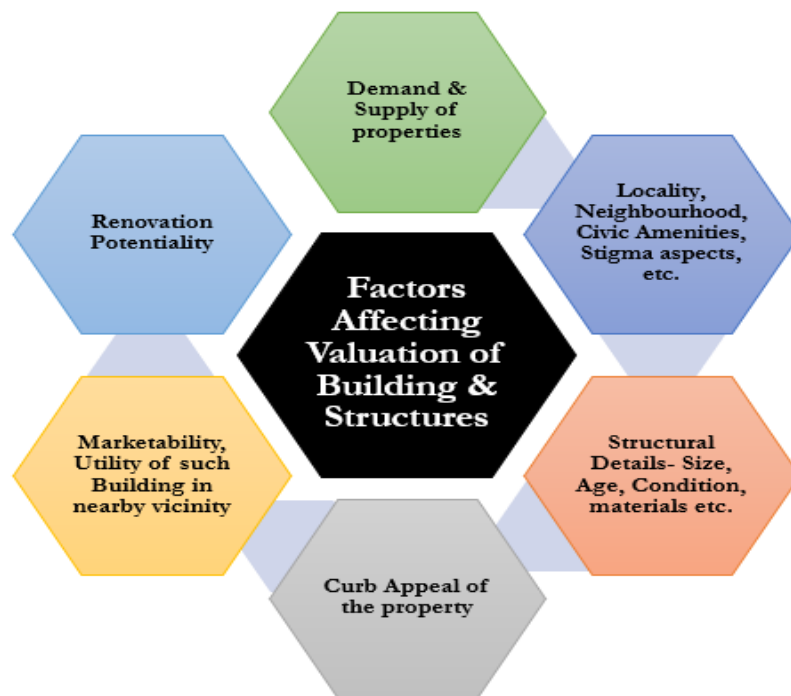 Demand &
Supply of
properties
Locality,
Neighbourhood,
Civic Amenities,
Stigma aspects,
etc.
Structural
Details- Size,
Age, Condition,
materials etc.
Curb Appeal of
the property
Marketability,
Utility of such
Building in
nearby vicinity
Renovation
Potentiality
Factors
Affecting
Valuation of
Building &
Structures